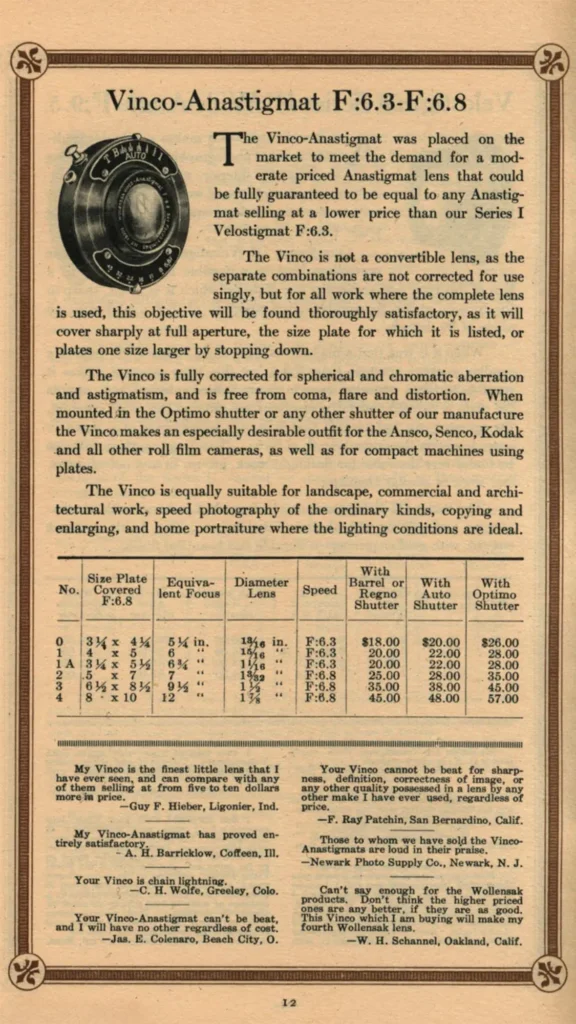 Vinco-Anastigmat F:6.3-F:6.8
T B
AUTO
The Vinco-Anastigmat was placed on the
market to meet the demand for a mod-
erate priced Anastigmat lens that could
be fully guaranteed to be equal to any Anastig-
mat selling at a lower price than our Series I
Velostigmat F:6.3.
The Vinco is not a convertible lens, as the
separate combinations are not corrected for use
singly, but for all work where the complete lens
is used, this objective will be found thoroughly satisfactory, as it will
cover sharply at full aperture, the size plate for which it is listed, or
plates one size larger by stopping down.
The Vinco is fully corrected for spherical and chromatic aberration
and astigmatism, and is free from coma, flare and distortion. When
mounted in the Optimo shutter or any other shutter of our manufacture
the Vinco makes an especially desirable outfit for the Ansco, Senco, Kodak
and all other roll film cameras, as well as for compact machines using
plates.
The Vinco is equally suitable for landscape, commercial and archi-
tectural work, speed photography of the ordinary kinds, copying and
enlarging, and home portraiture where the lighting conditions are ideal.
No. Size Plate Covered F:6.8 Equiva-lent Focus Diameter Lens Speed With Barrel or Regno Shutter With Auto Shutter With Optimo Shutter
0 3¼ x 4¼ 5¼ in. in. F:6.3 $18.00 $20.00 $26.00
1 4 x 5 6 " " F:6.3 20.00 22.00 28.00
1 A 3¼ x 5½ 6¾ " 1 1/16 " F:6.3 20.00 22.00 28.00
2 5 x 7 7 " " F:6.8 25.00 28.00 35.00
3 6½ x 8½ 9½ " 1½ " F:6.8 35.00 38.00 45.00
4 8 x 10 12 " 1⅞ " F:6.8 45.00 48.00 57.00
My Vinco is the finest little lens that I
have ever seen, and can compare with any
of them selling at from five to ten dollars
more in price.
—Guy F. Hieber, Ligonier, Ind.
My Vinco-Anastigmat has proved en-
tirely satisfactory.
- A. H. Barricklow, Coffeen, Ill.
Your Vinco is chain lightning.
—C. H. Wolfe, Greeley, Colo.
Your Vinco-Anastigmat can't be beat,
and I will have no other regardless of cost.
—Jas. E. Colenaro, Beach City, O.
Your Vinco cannot be beat for sharp-
ness, definition, correctness of image, or
any other quality possessed in a lens by any
other make I have ever used, regardless of
price.
—F. Ray Patchin, San Bernardino, Calif.
Those to whom we have sold the Vinco-
Anastigmats are loud in their praise.
—Newark Photo Supply Co., Newark, N. J.
Can't say enough for the Wollensak
products. Don't think the higher priced
ones are any better, if they are as good.
This Vinco which I am buying will make my
fourth Wollensak lens.
—W. H. Schannel, Oakland, Calif.
12